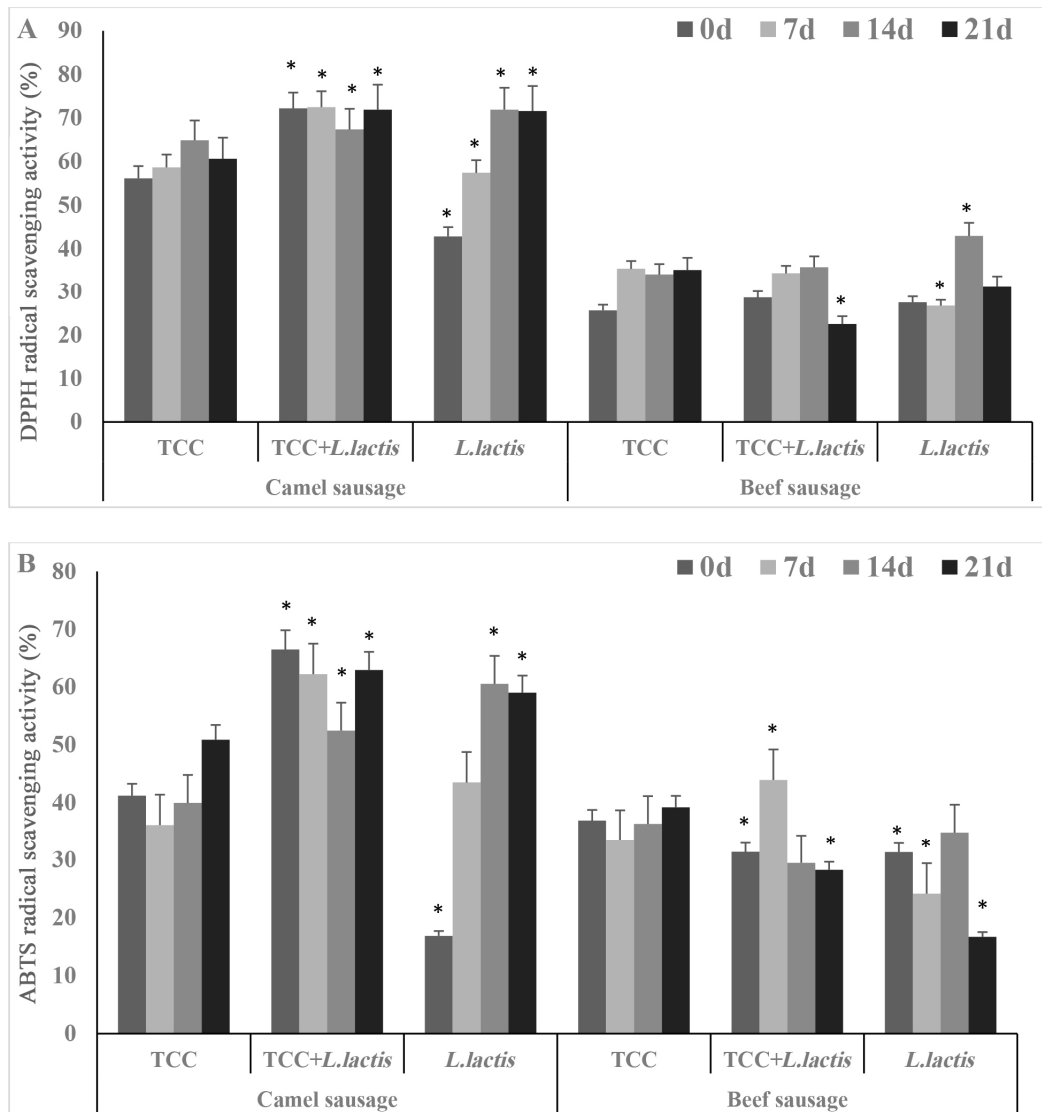 A
DPPH radical scavenging activity (%)
0d 7d 14d 21d
90
80
70
60
50
40
30
20
10
0
* * * * * * * * * * *
TCC TCC+L.lactis L.lactis TCC TCC+L.lactis L.lactis
Camel sausage Beef sausage
B
ABTS radical scavenging activity (%)
0d 7d 14d 21d
80
70
60
50
40
30
20
10
0
* * * * * * * * * * * * *
TCC TCC+L.lactis L.lactis TCC TCC+L.lactis L.lactis
Camel sausage Beef sausage